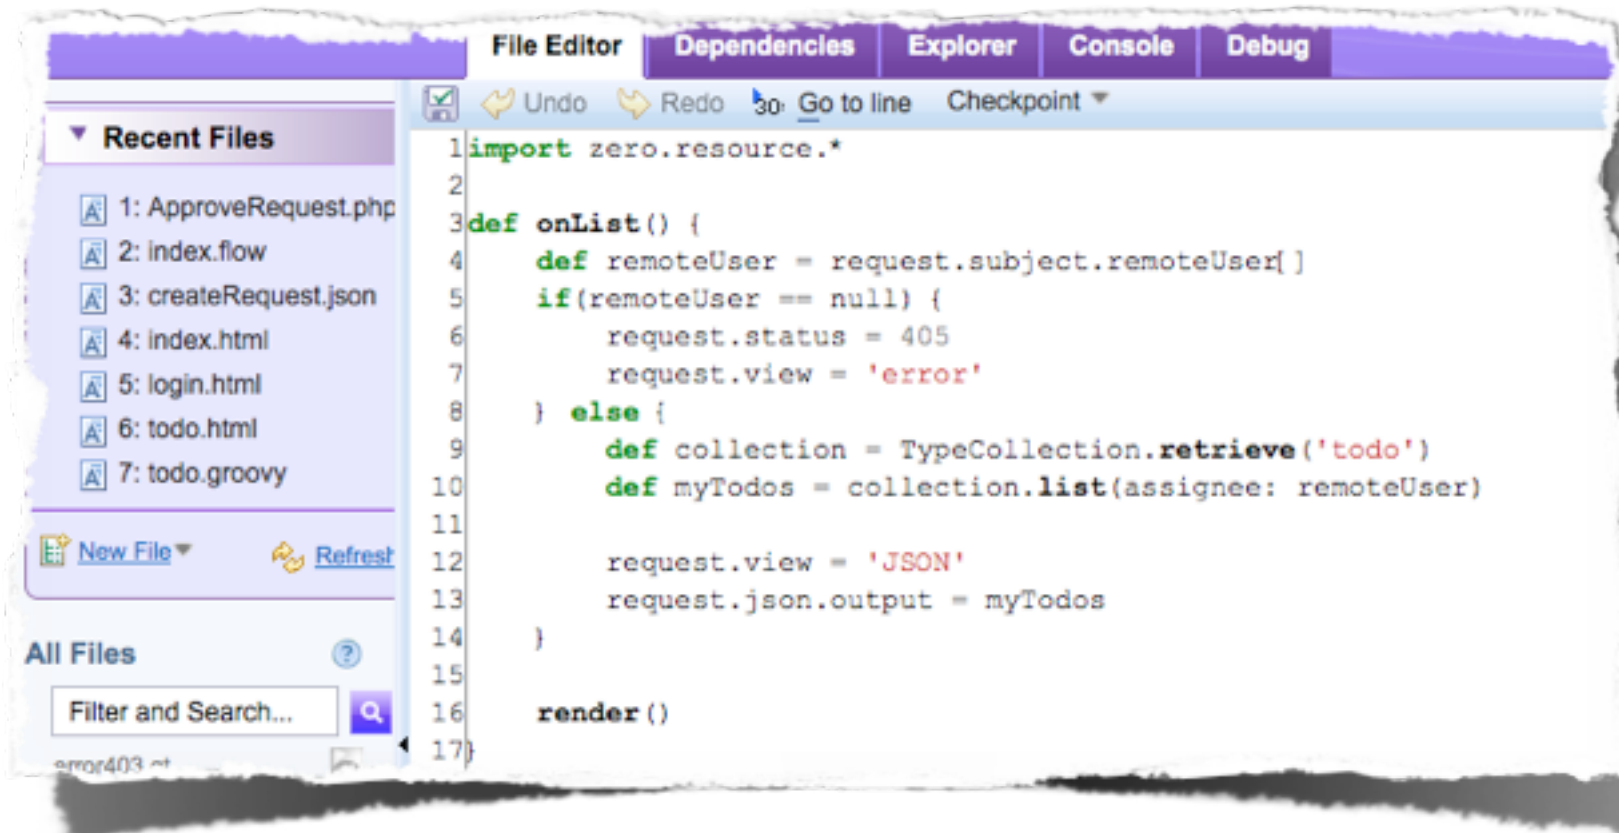 File Editor Dependencies Explorer Console Debug
Undo Redo 30: Go to line Checkpoint
Recent Files
1: ApproveRequest.php
2: index.flow
3: createRequest.json
4: index.html
5: login.html
6: todo.html
7: todo.groovy
New File Refresh
All Files ?
Filter and Search...
error403
1 import zero.resource.*
2
3 def onList() {
4 def remoteUser = request.subject.remoteUser[]
5 if(remoteUser == null) {
6 request.status = 405
7 request.view = 'error'
8 } else {
9 def collection = TypeCollection.retrieve('todo')
10 def myTodos = collection.list(assignee: remoteUser)
11
12 request.view = 'JSON'
13 request.json.output = myTodos
14 }
15
16 render()
17 }